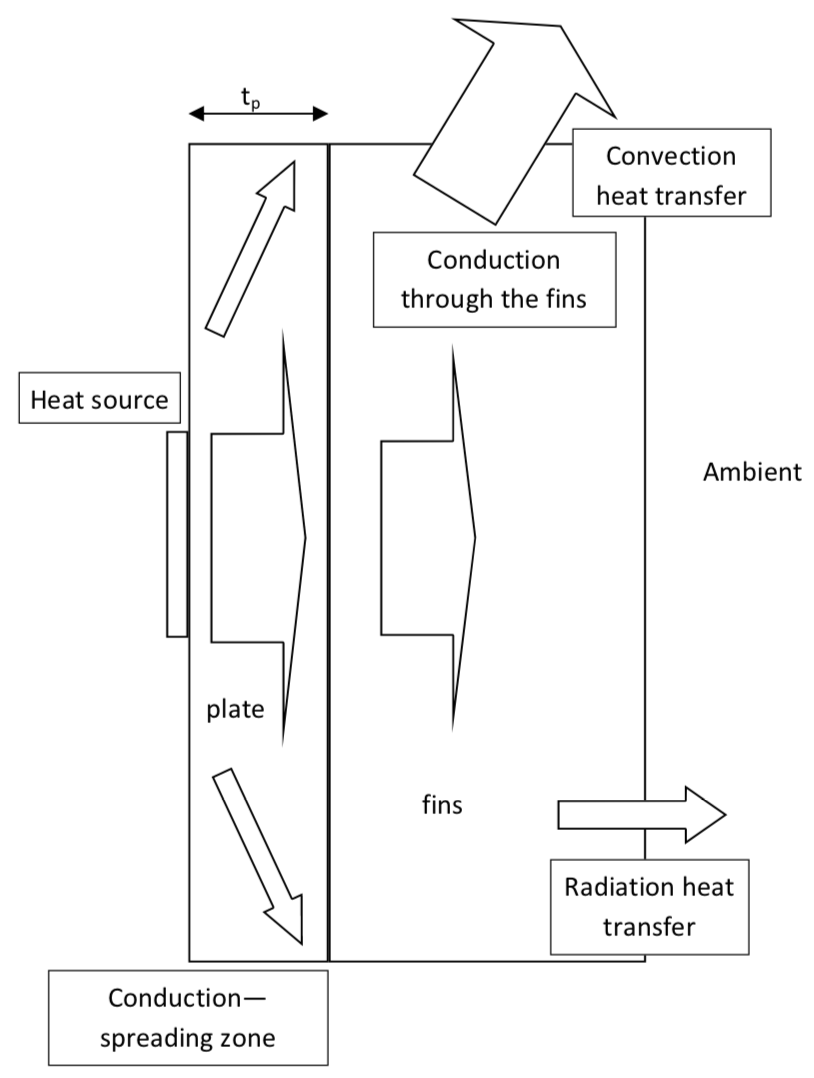 tp
Convection
heat transfer
Conduction
through the fins
Heat source
Ambient
plate
fins
Radiation heat
transfer
Conduction—
spreading zone